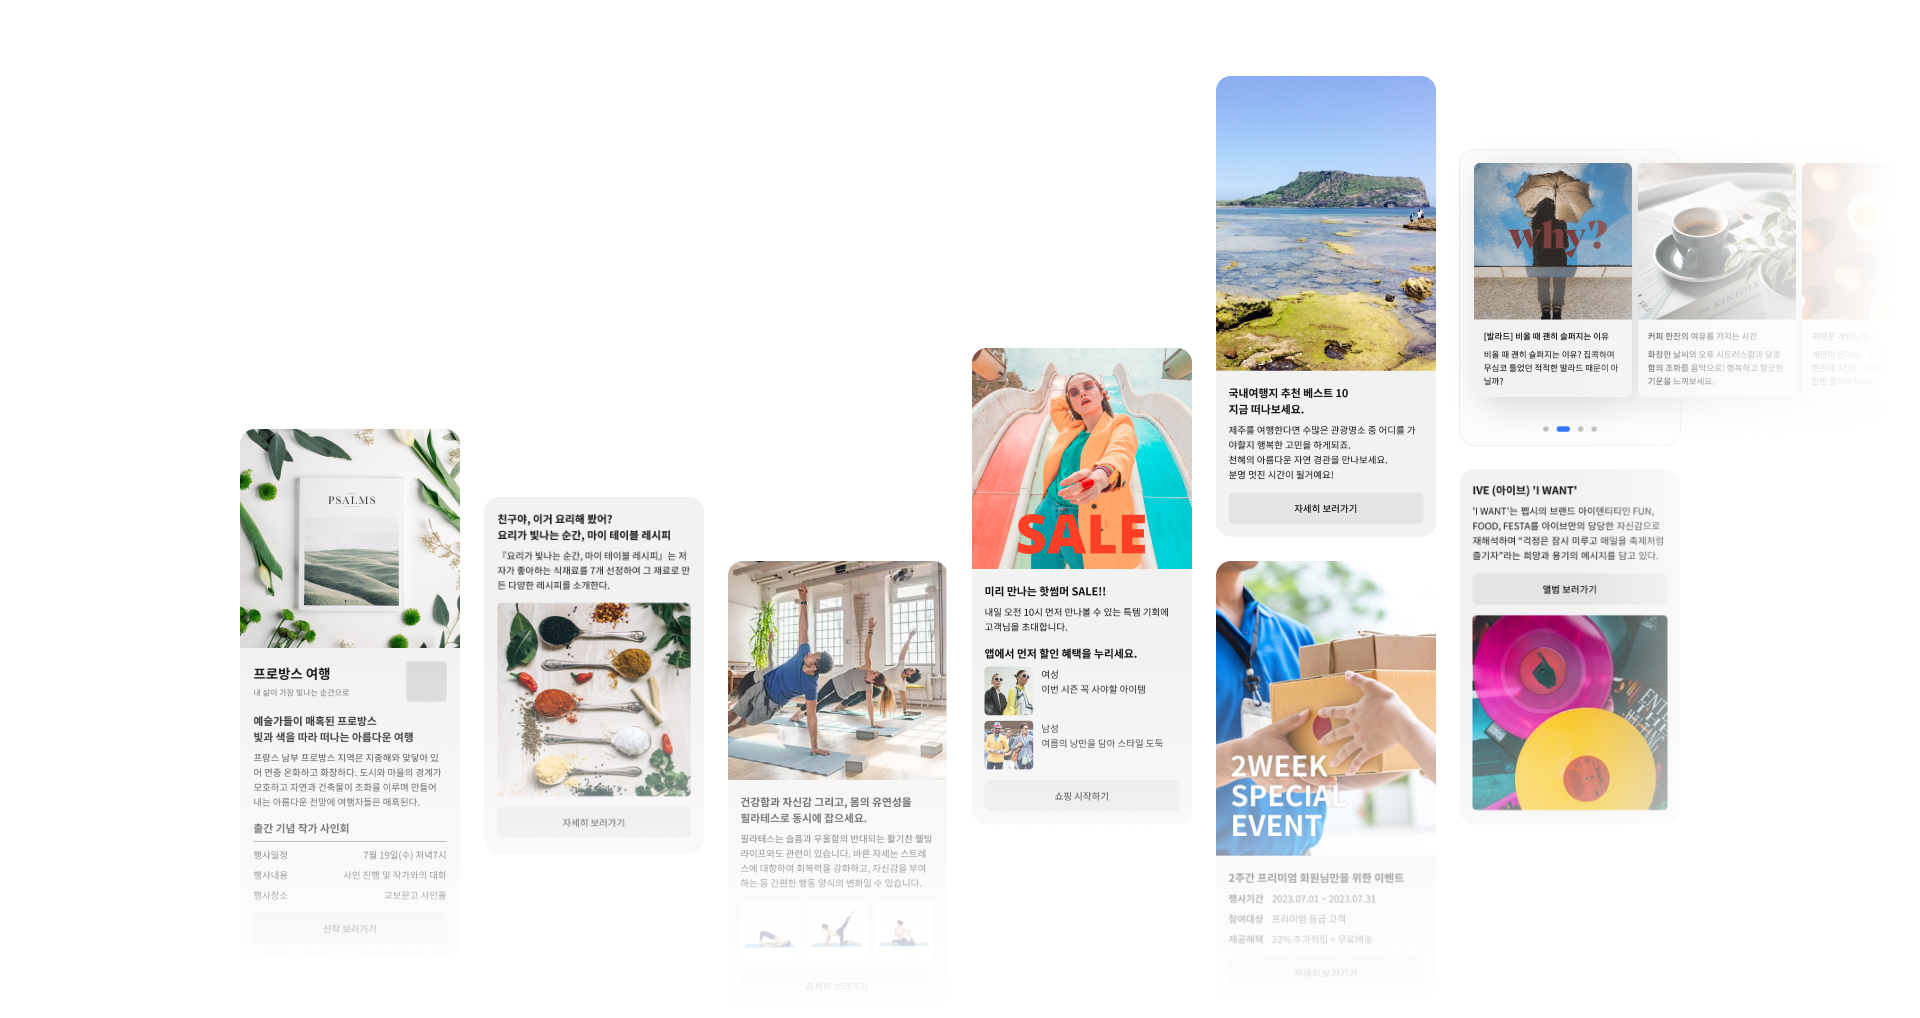 PSALMS
프로방스 여행
내 삶이 가장 빛나는 순간으로
예술가들이 매혹된 프로방스
빛과 색을 따라 떠나는 아름다운 여행
프랑스 남부 프로방스 지역은 지중해와 맞닿아 있
어 연중 온화하고 화창하다. 도시와 마을의 경계가
모호하고 자연과 건축물이 조화를 이루며 만들어
내는 아름다운 전망에 여행자들은 매혹된다.
출간 기념 작가 사인회
행사일정 7월 19일(수) 저녁7시
행사내용 사인 진행 및 작가와의 대화
행사장소 교보문고 사인홀
신작 보러가기
친구야, 이거 요리해 봤어?
요리가 빛나는 순간, 마이 테이블 레시피
『요리가 빛나는 순간, 마이 테이블 레시피』는 저
자가 좋아하는 식재료를 7개 선정하여 그 재료로 만
든 다양한 레시피를 소개한다.
자세히 보러가기
건강함과 자신감 그리고, 몸의 유연성을
필라테스로 동시에 잡으세요.
필라테스는 슬픔과 우울함의 반대되는 활기찬 웰빙
라이프와도 관련이 있습니다. 바른 자세는 스트레
스에 대항하여 회복력을 강화하고, 자신감을 부여
하는 등 간편한 행동 양식의 변화일 수 있습니다.
자세히 보러가기
SALE
미리 만나는 핫썸머 SALE!!
내일 오전 10시 먼저 만나볼 수 있는 특템 기회에
고객님을 초대합니다.
앱에서 먼저 할인 혜택을 누리세요.
여성
이번 시즌 꼭 사야할 아이템
남성
여름의 낭만을 담아 스타일 도둑
쇼핑 시작하기
국내여행지 추천 베스트 10
지금 떠나보세요.
제주를 여행한다면 수많은 관광명소 중 어디를 가
야할지 행복한 고민을 하게되죠.
천혜의 아름다운 자연 경관을 만나보세요.
분명 멋진 시간이 될거예요!
자세히 보러가기
2WEEK
SPECIAL
EVENT
2주간 프리미엄 회원님만을 위한 이벤트
행사기간 2023.07.01 ~ 2023.07.31
참여대상 프리미엄 등급 고객
제공혜택 22% 추가적립 + 무료배송
자세히 보러가기
why?
[발라드] 비올 때 괜히 슬퍼지는 이유
비올 때 괜히 슬퍼지는 이유? 집콕하며
무심코 틀었던 적적한 발라드 때문이 아
닐까?
KINFOLK
커피 한잔의 여유를 가지는 시간
화창한 날씨의 오후 시트러스함과 달콤
함의 조화를 음악으로! 행복하고 향긋한
기운을 느껴보세요.
IVE (아이브) 'I WANT'
'I WANT'는 펩시의 브랜드 아이덴티티인 FUN,
FOOD, FESTA를 아이브만의 당당한 자신감으로
재해석하며 “걱정은 잠시 미루고 매일을 축제처럼
즐기자”라는 희망과 용기의 메시지를 담고 있다.
앨범 보러가기